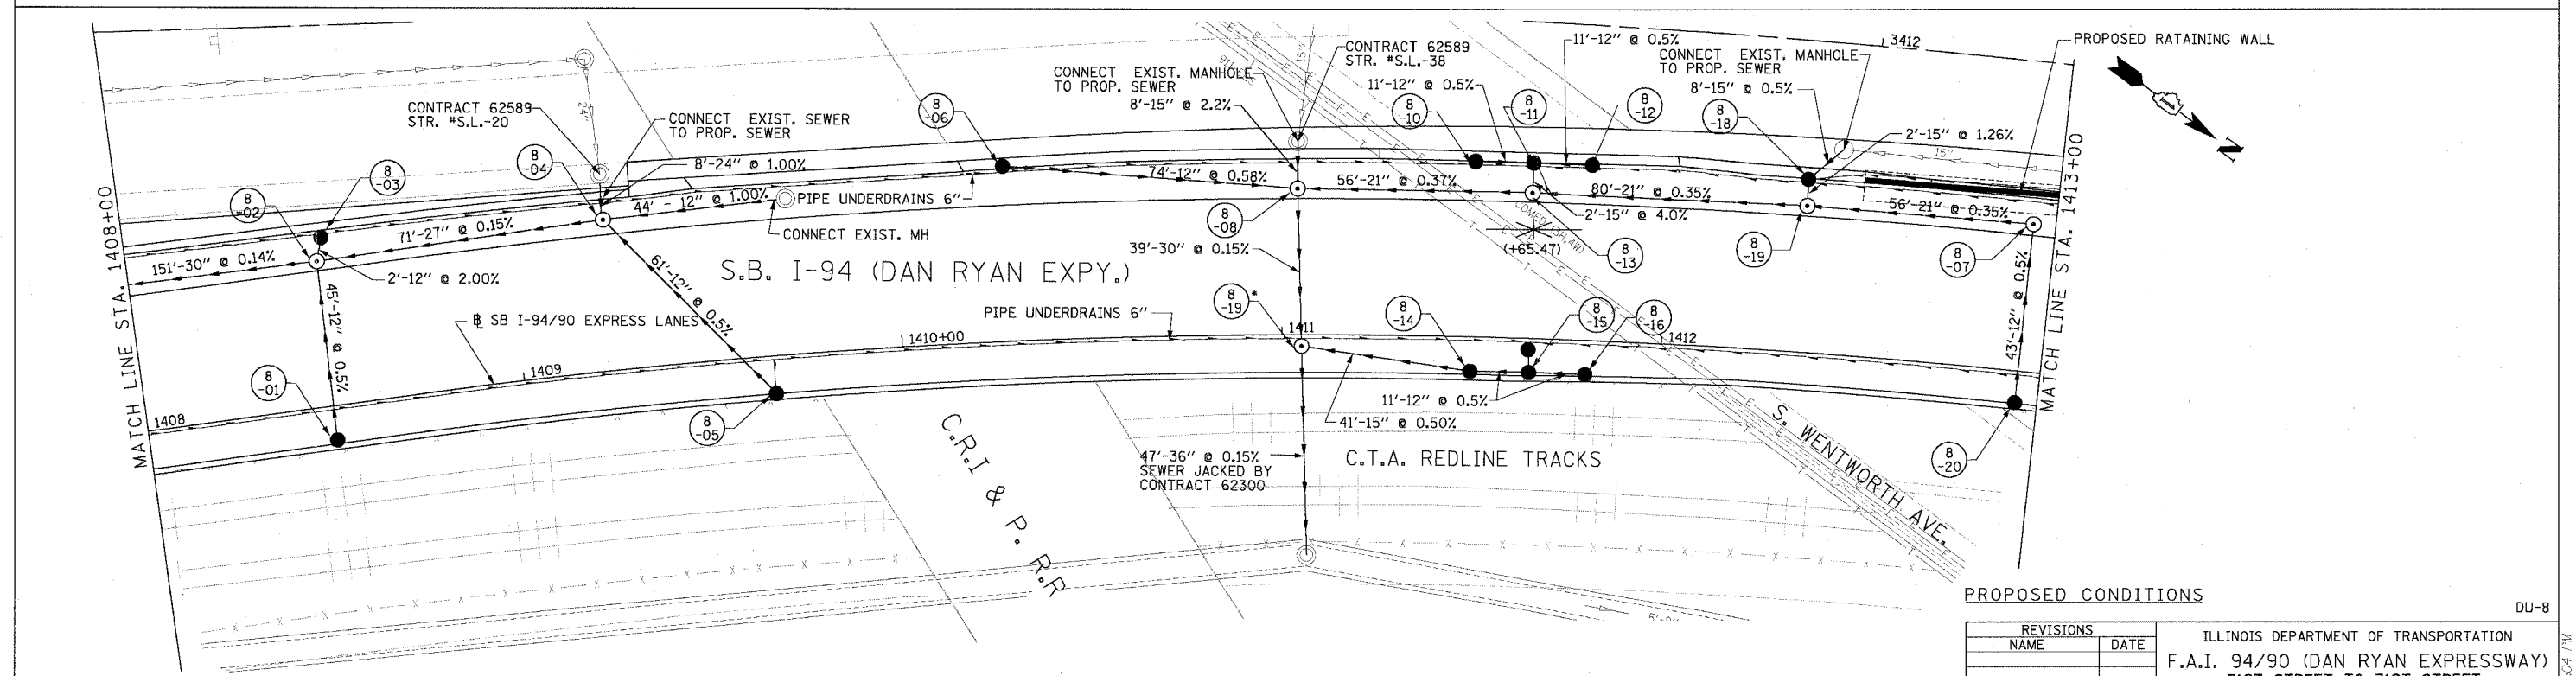 MATCH LINE STA. 1408+00
24"
CONTRACT 62589
STR. #S.L.-20
CONNECT EXIST. SEWER
TO PROP. SEWER
8
-02
8
-03
8
-04
8'-24" @ 1.00%
44' - 12" @ 1.00%
PIPE UNDERDRAINS 6"
CONNECT EXIST. MH
71'-27" @ 0.15%
151'-30" @ 0.14%
2'-12" @ 2.00%
45'-12" @ 0.5%
61'-12" @ 0.5%
S.B. I-94 (DAN RYAN EXPY.)
SB I-94/90 EXPRESS LANES
8
-01
8
-05
1408
1409
1410+00
1411
1412
8
-06
CONNECT EXIST. MANHOLE
TO PROP. SEWER
8'-15" @ 2.2%
15"
CONTRACT 62589
STR. #S.L.-38
11'-12" @ 0.5%
8
-10
8
-11
11'-12" @ 0.5%
8
-12
CONNECT EXIST. MANHOLE
TO PROP. SEWER
8'-15" @ 0.5%
3412
8
-18
2'-15" @ 1.26%
15"
PROPOSED RATAINING WALL
N
74'-12" @ 0.58%
56'-21" @ 0.37%
80'-21" @ 0.35%
56'-21" @ 0.35%
8
-08
2'-15" @ 4.0%
COMED (3H,4W)
(+65.47)
8
-13
8
-19
8
-07
39'-30" @ 0.15%
8
-19
*
PIPE UNDERDRAINS 6"
8
-14
8
-15
8
-16
11'-12" @ 0.5%
41'-15" @ 0.50%
43'-12" @ 0.5%
8
-20
MATCH LINE STA. 1413+00
47'-36" @ 0.15%
SEWER JACKED BY
CONTRACT 62300
C.R.I & P. R.R
C.T.A. REDLINE TRACKS
S. WENTWORTH AVE.
PROPOSED CONDITIONS
DU-8
REVISIONS
NAME
DATE
ILLINOIS DEPARTMENT OF TRANSPORTATION
F.A.I. 94/90 (DAN RYAN EXPRESSWAY)